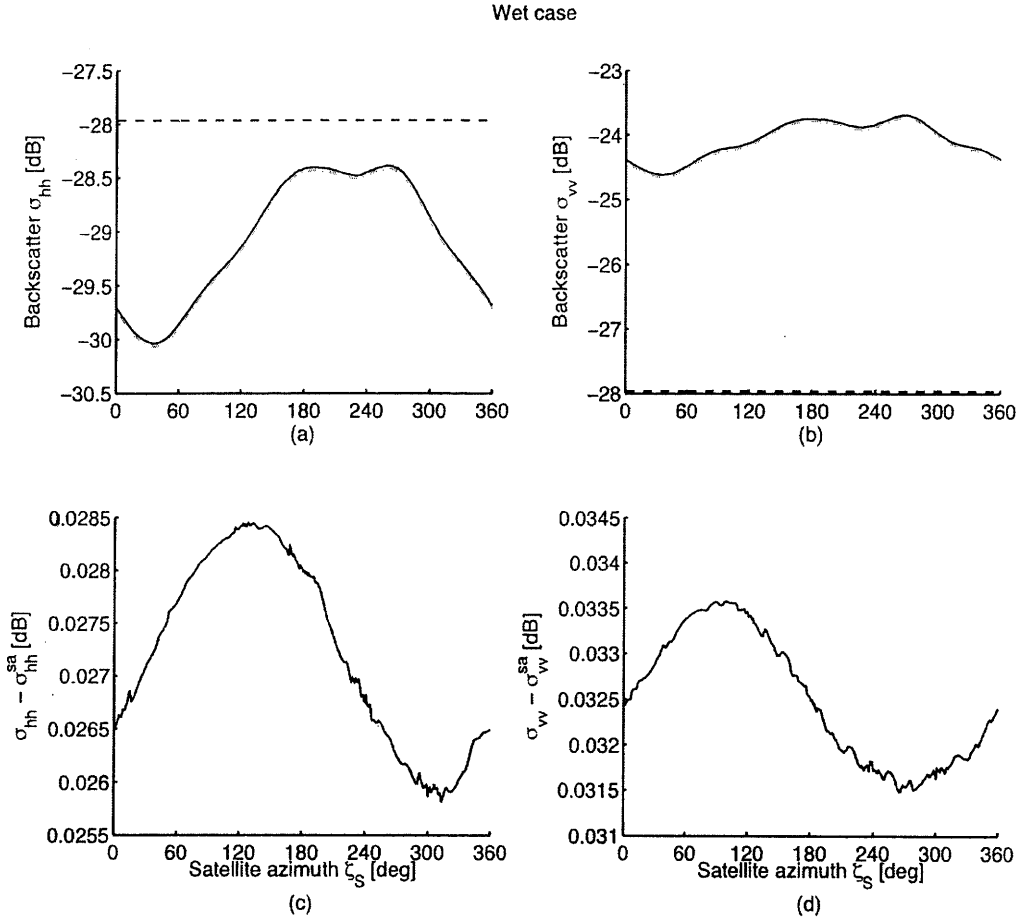 Wet case
Backscatter σhh [dB]
−27.5
−28
−28.5
−29
−29.5
−30
−30.5
0 60 120 180 240 300 360
(a)
Backscatter σvv [dB]
−23
−24
−25
−26
−27
−28
0 60 120 180 240 300 360
(b)
σhh − σhh^sa [dB]
0.0285
0.028
0.0275
0.027
0.0265
0.026
0.0255
0 60 120 180 240 300 360
Satellite azimuth ζS [deg]
(c)
σvv − σvv^sa [dB]
0.0345
0.034
0.0335
0.033
0.0325
0.032
0.0315
0.031
0 60 120 180 240 300 360
Satellite azimuth ζS [deg]
(d)